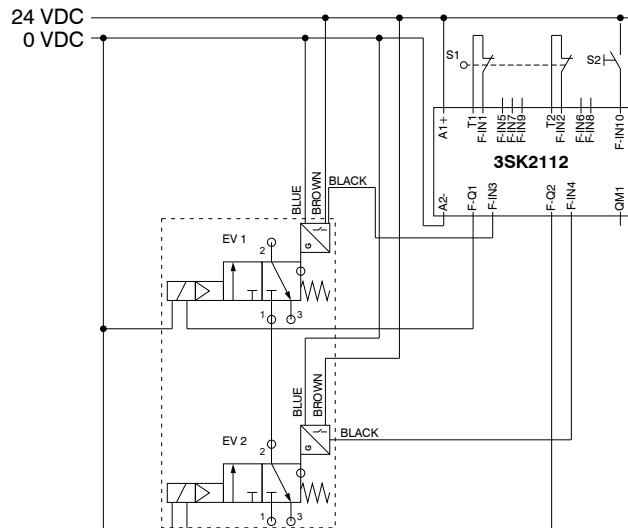 24 VDC
0 VDC
S1
S2
A1+
T1
F-IN1
F-IN5
F-IN7
F-IN9
T2
F-IN2
F-IN6
F-IN8
F-IN10
3SK2112
A2-
F-Q1
F-IN3
F-Q2
F-IN4
QM1
BLUE
BROWN
BLACK
G
EV 1
2
1
3
BLUE
BROWN
BLACK
G
EV 2
2
1
3